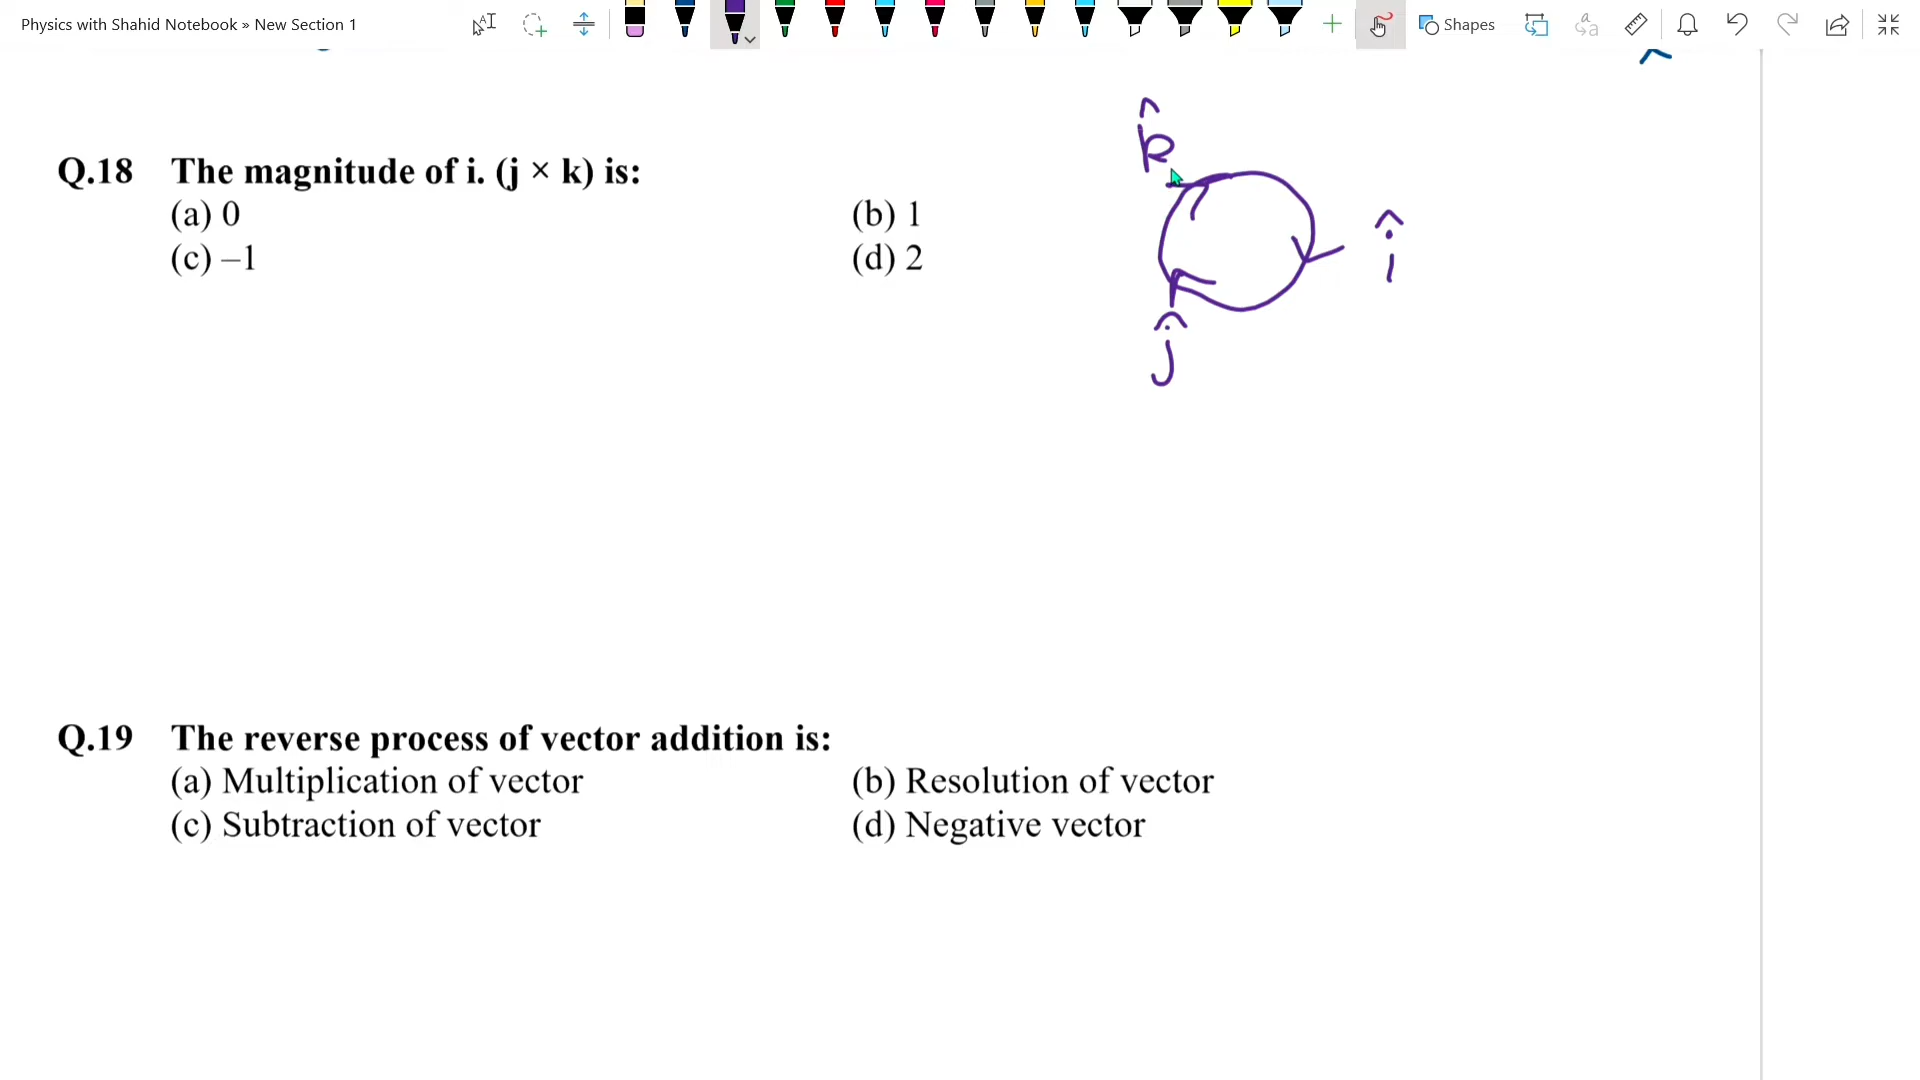 Physics with Shahid Notebook » New Section 1
Shapes
k̂
Q.18 The magnitude of i. (j × k) is:
(a) 0 (b) 1
î
(c) –1 (d) 2
ĵ
Q.19 The reverse process of vector addition is:
(a) Multiplication of vector (b) Resolution of vector
(c) Subtraction of vector (d) Negative vector